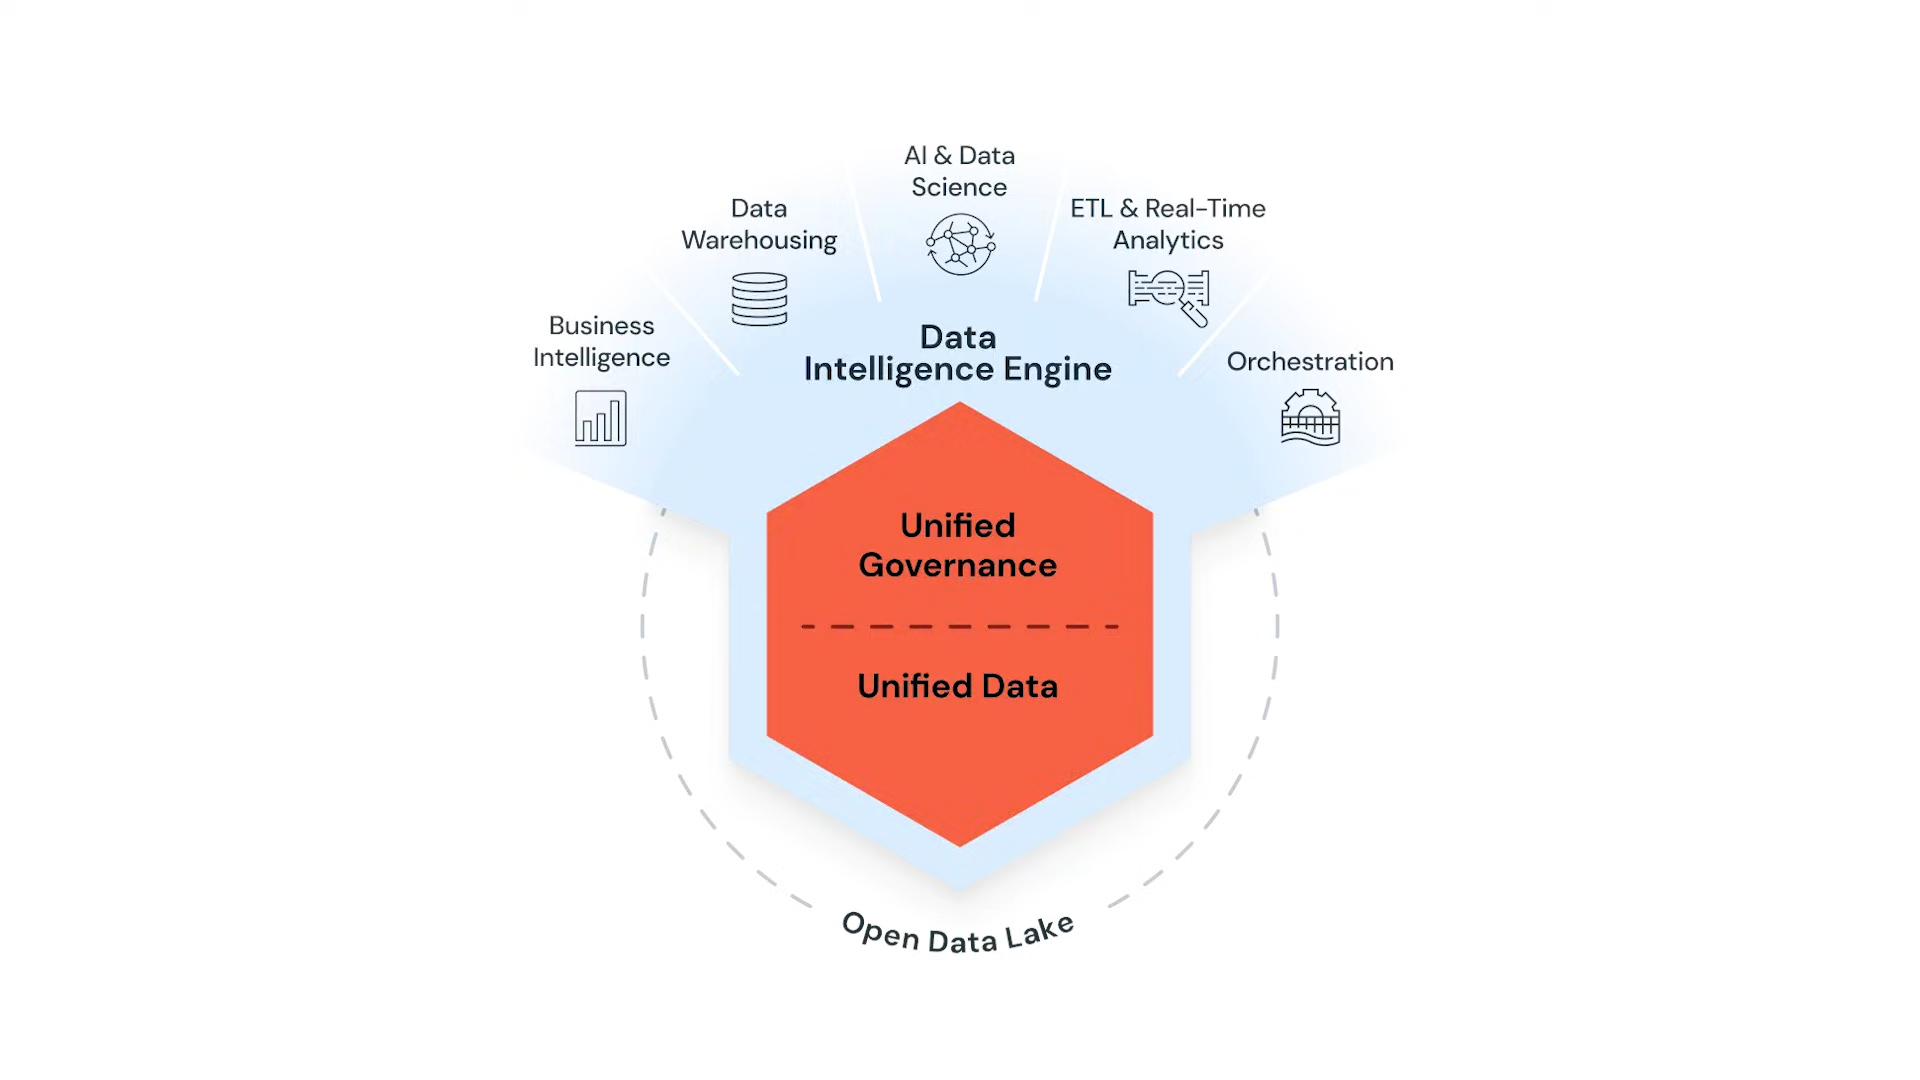 AI & Data
Science
Data
Warehousing
ETL & Real-Time
Analytics
Business
Intelligence
Orchestration
Data
Intelligence Engine
Unified
Governance
Unified Data
Open Data Lake